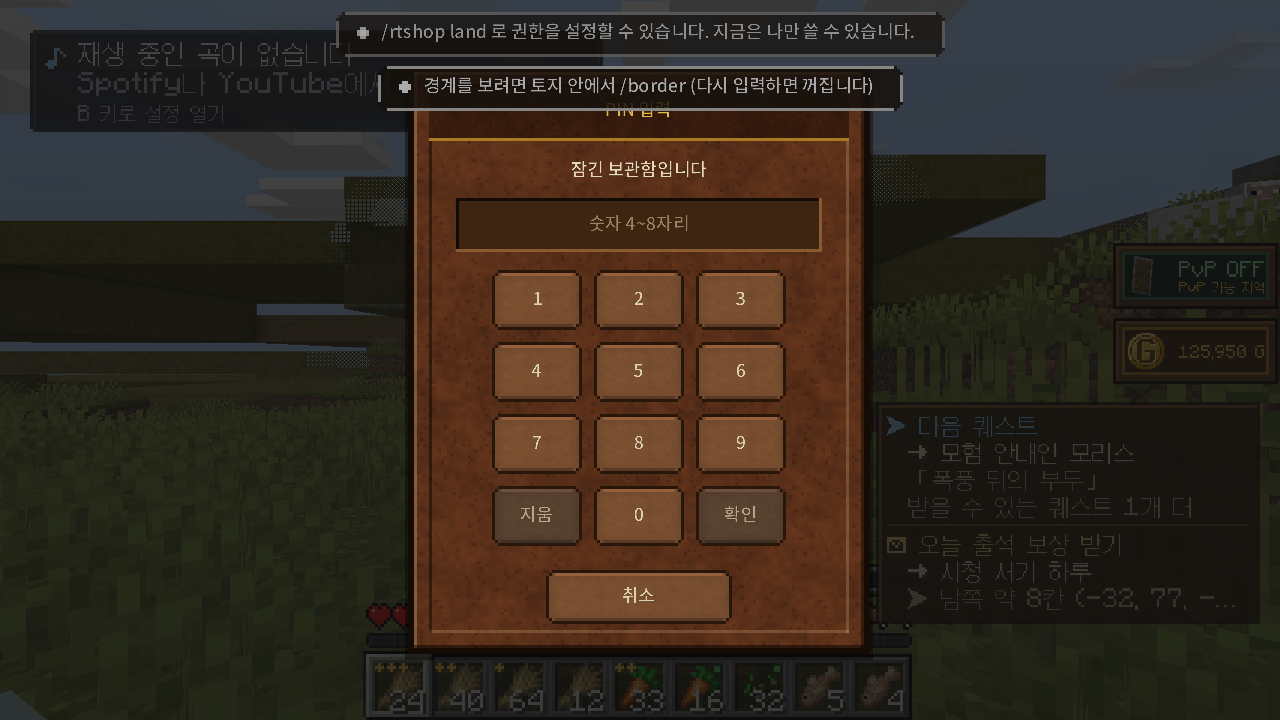 /rtshop land 로 권한을 설정할 수 있습니다. 지금은 나만 쓸 수 있습니다.
경계를 보려면 토지 안에서 /border (다시 입력하면 꺼집니다)
재생 중인 곡이 없습니다
Spotify나 YouTube에서
B 키로 설정 열기
PIN 입력
잠긴 보관함입니다
숫자 4~8자리
1 2 3
4 5 6
7 8 9
지움 0 확인
취소
PvP OFF
PvP 가능 지역
125,950 G
다음 퀘스트
→ 모험 안내인 모리스
「폭풍 뒤의 부두」
받을 수 있는 퀘스트 1개 더
오늘 출석 보상 받기
→ 시청 서기 하루
➤ 남쪽 약 8칸 (-32, 77, -...
24 40 64 12 33 16 32 5 4